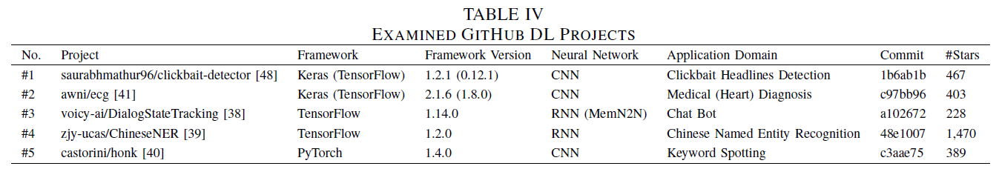 TABLE IV
EXAMINED GITHUB DL PROJECTS
No. Project Framework Framework Version Neural Network Application Domain Commit #Stars
#1 saurabhmathur96/clickbait-detector [48] Keras (TensorFlow) 1.2.1 (0.12.1) CNN Clickbait Headlines Detection 1b6ab1b 467
#2 awni/ecg [41] Keras (TensorFlow) 2.1.6 (1.8.0) CNN Medical (Heart) Diagnosis c97bb96 403
#3 voicy-ai/DialogStateTracking [38] TensorFlow 1.14.0 RNN (MemN2N) Chat Bot a102672 228
#4 zjy-ucas/ChineseNER [39] TensorFlow 1.2.0 RNN Chinese Named Entity Recognition 48e1007 1,470
#5 castorini/honk [40] PyTorch 1.4.0 CNN Keyword Spotting c3aae75 389